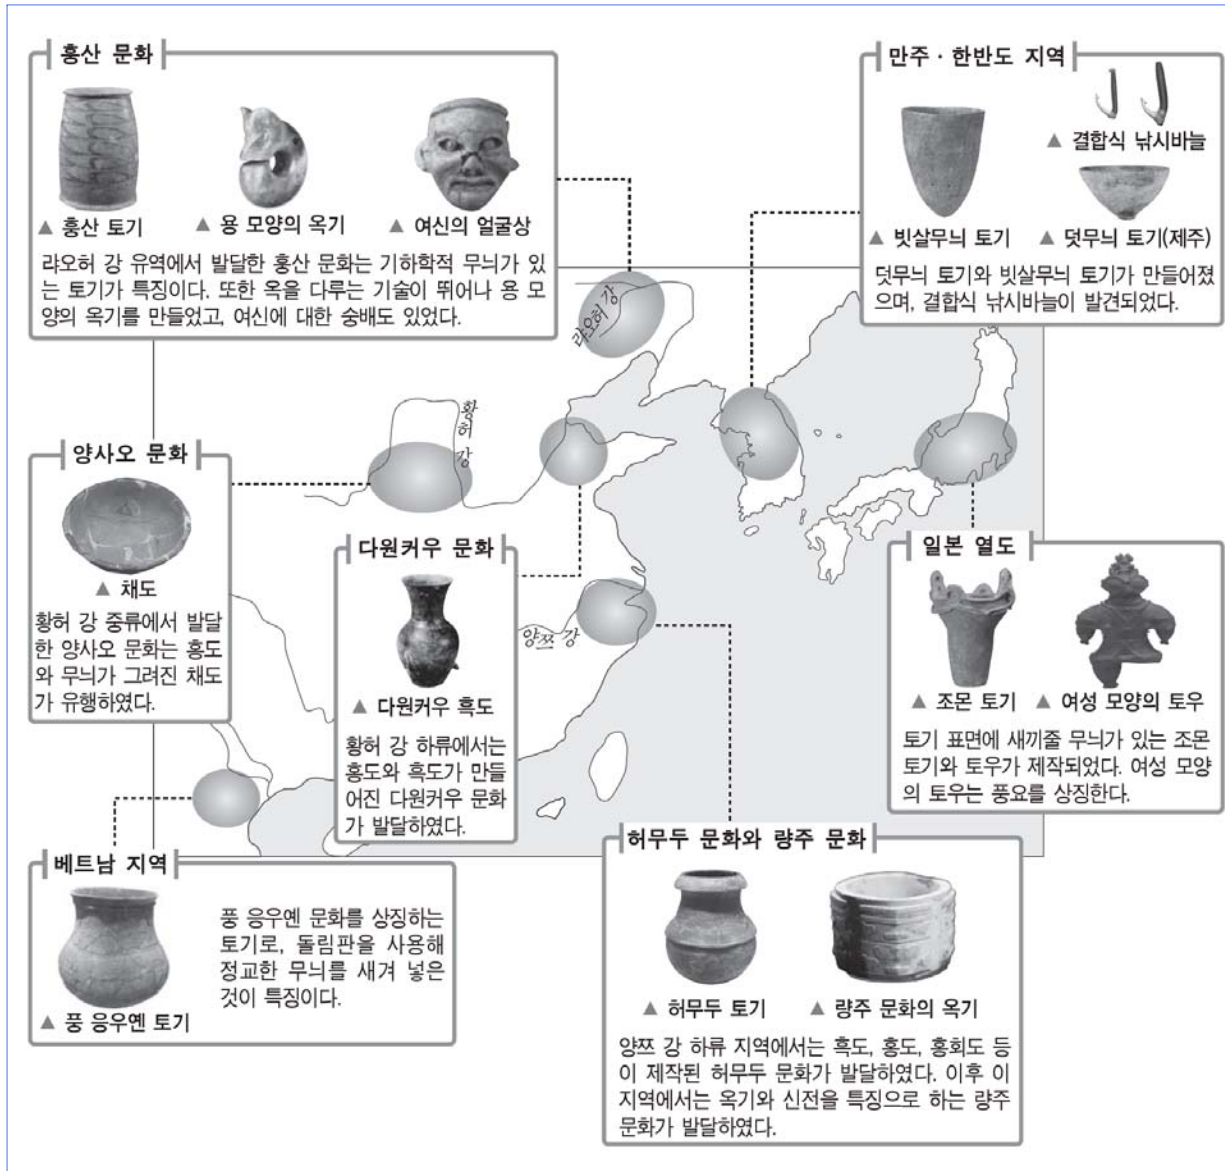 홍산 문화
▲ 홍산 토기
▲ 용 모양의 옥기
▲ 여신의 얼굴상
랴오허 강 유역에서 발달한 홍산 문화는 기하학적 무늬가 있
는 토기가 특징이다. 또한 옥을 다루는 기술이 뛰어나 용 모
양의 옥기를 만들었고, 여신에 대한 숭배도 있었다.
만주·한반도 지역
▲ 결합식 낚시바늘
▲ 빗살무늬 토기
▲ 덧무늬 토기(제주)
덧무늬 토기와 빗살무늬 토기가 만들어졌
으며, 결합식 낚시바늘이 발견되었다.
랴오허 강
황허 강
양사오 문화
▲ 채도
황허 강 중류에서 발달
한 양사오 문화는 홍도
와 무늬가 그려진 채도
가 유행하였다.
다원커우 문화
▲ 다원커우 흑도
황허 강 하류에서는
홍도와 흑도가 만들
어진 다원커우 문화
가 발달하였다.
양쯔 강
일본 열도
▲ 조몬 토기
▲ 여성 모양의 토우
토기 표면에 새끼줄 무늬가 있는 조몬
토기와 토우가 제작되었다. 여성 모양
의 토우는 풍요를 상징한다.
베트남 지역
▲ 풍 응우옌 토기
풍 응우옌 문화를 상징하는
토기로, 돌림판을 사용해
정교한 무늬를 새겨 넣은
것이 특징이다.
허무두 문화와 량주 문화
▲ 허무두 토기
▲ 량주 문화의 옥기
양쯔 강 하류 지역에서는 흑도, 홍도, 홍회도 등
이 제작된 허무두 문화가 발달하였다. 이후 이
지역에서는 옥기와 신전을 특징으로 하는 량주
문화가 발달하였다.